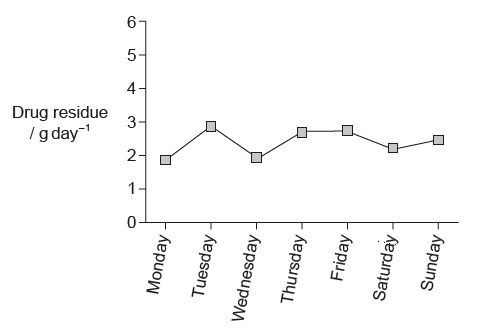 6
5
4
3
2
1
0
Drug residue
/ g day⁻¹
Monday
Tuesday
Wednesday
Thursday
Friday
Saturday
Sunday